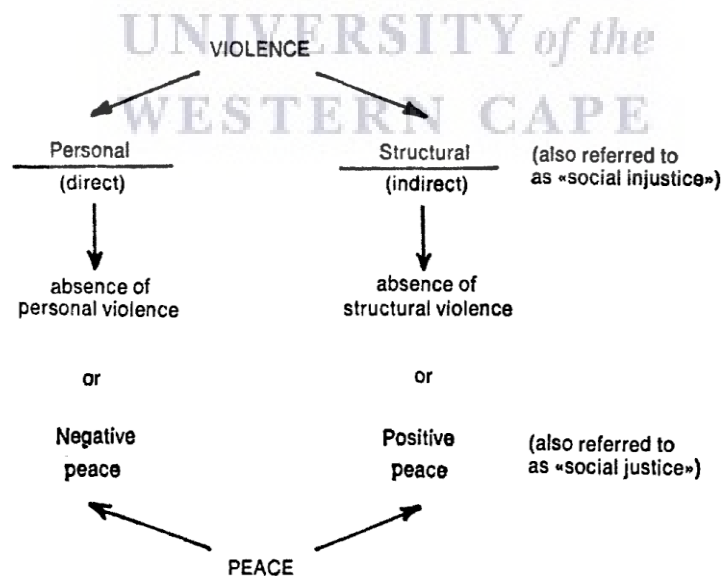 UNIVERSITY of the
VIOLENCE
WESTERN CAPE
Personal
(direct)
Structural
(indirect)
(also referred to
as «social injustice»)
absence of
personal violence
absence of
structural violence
or
or
Negative
peace
Positive
peace
(also referred to
as «social justice»)
PEACE